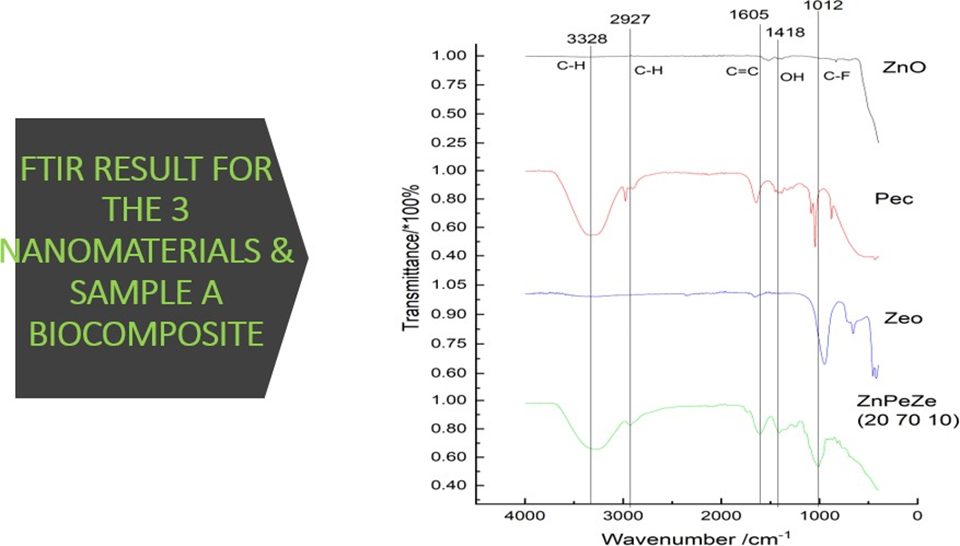 FTIR RESULT FOR
THE 3
NANOMATERIALS &
SAMPLE A
BIOCOMPOSITE
3328
2927
1605
1418
1012
C-H
C-H
C=C
OH
C-F
ZnO
Pec
Zeo
ZnPeZe
(20 70 10)
Transmittance/*100%
1.00
0.75
0.50
0.25
1.00
0.80
0.60
0.40
1.05
0.90
0.75
0.60
1.00
0.80
0.60
0.40
4000 3000 2000 1000 0
Wavenumber /cm⁻¹